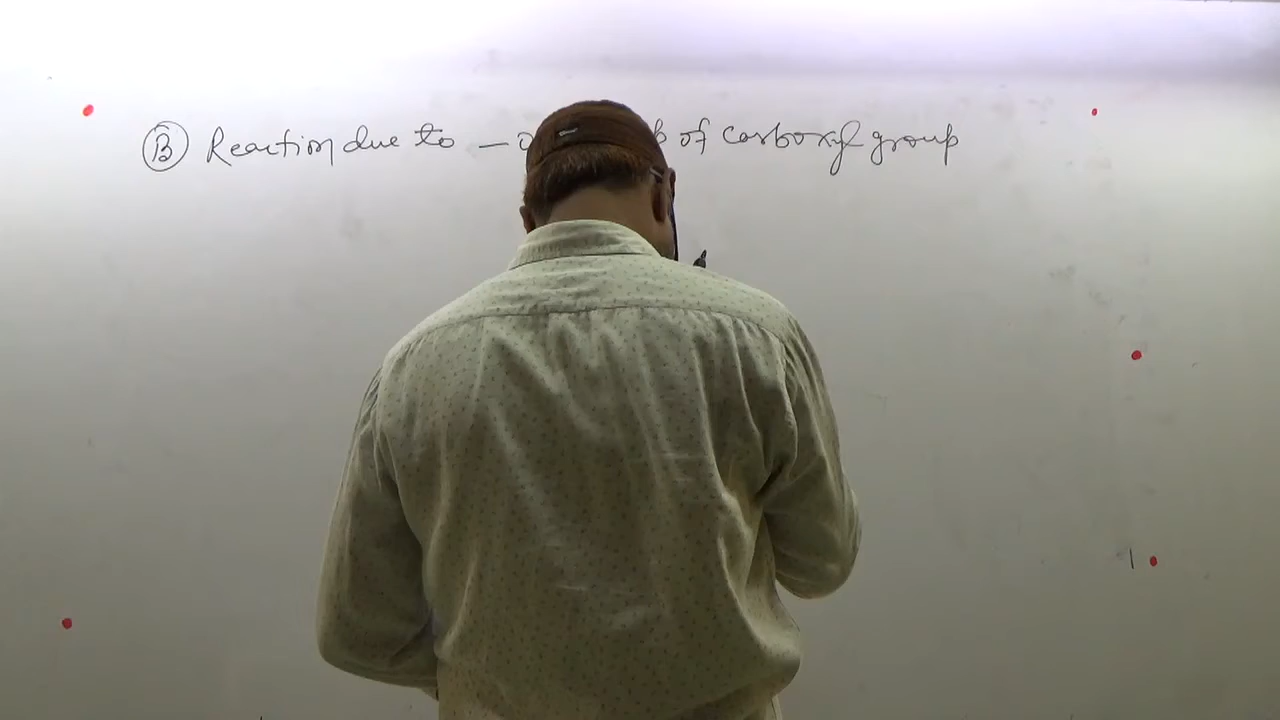 Ⓑ Reaction due to — of carboxyl group